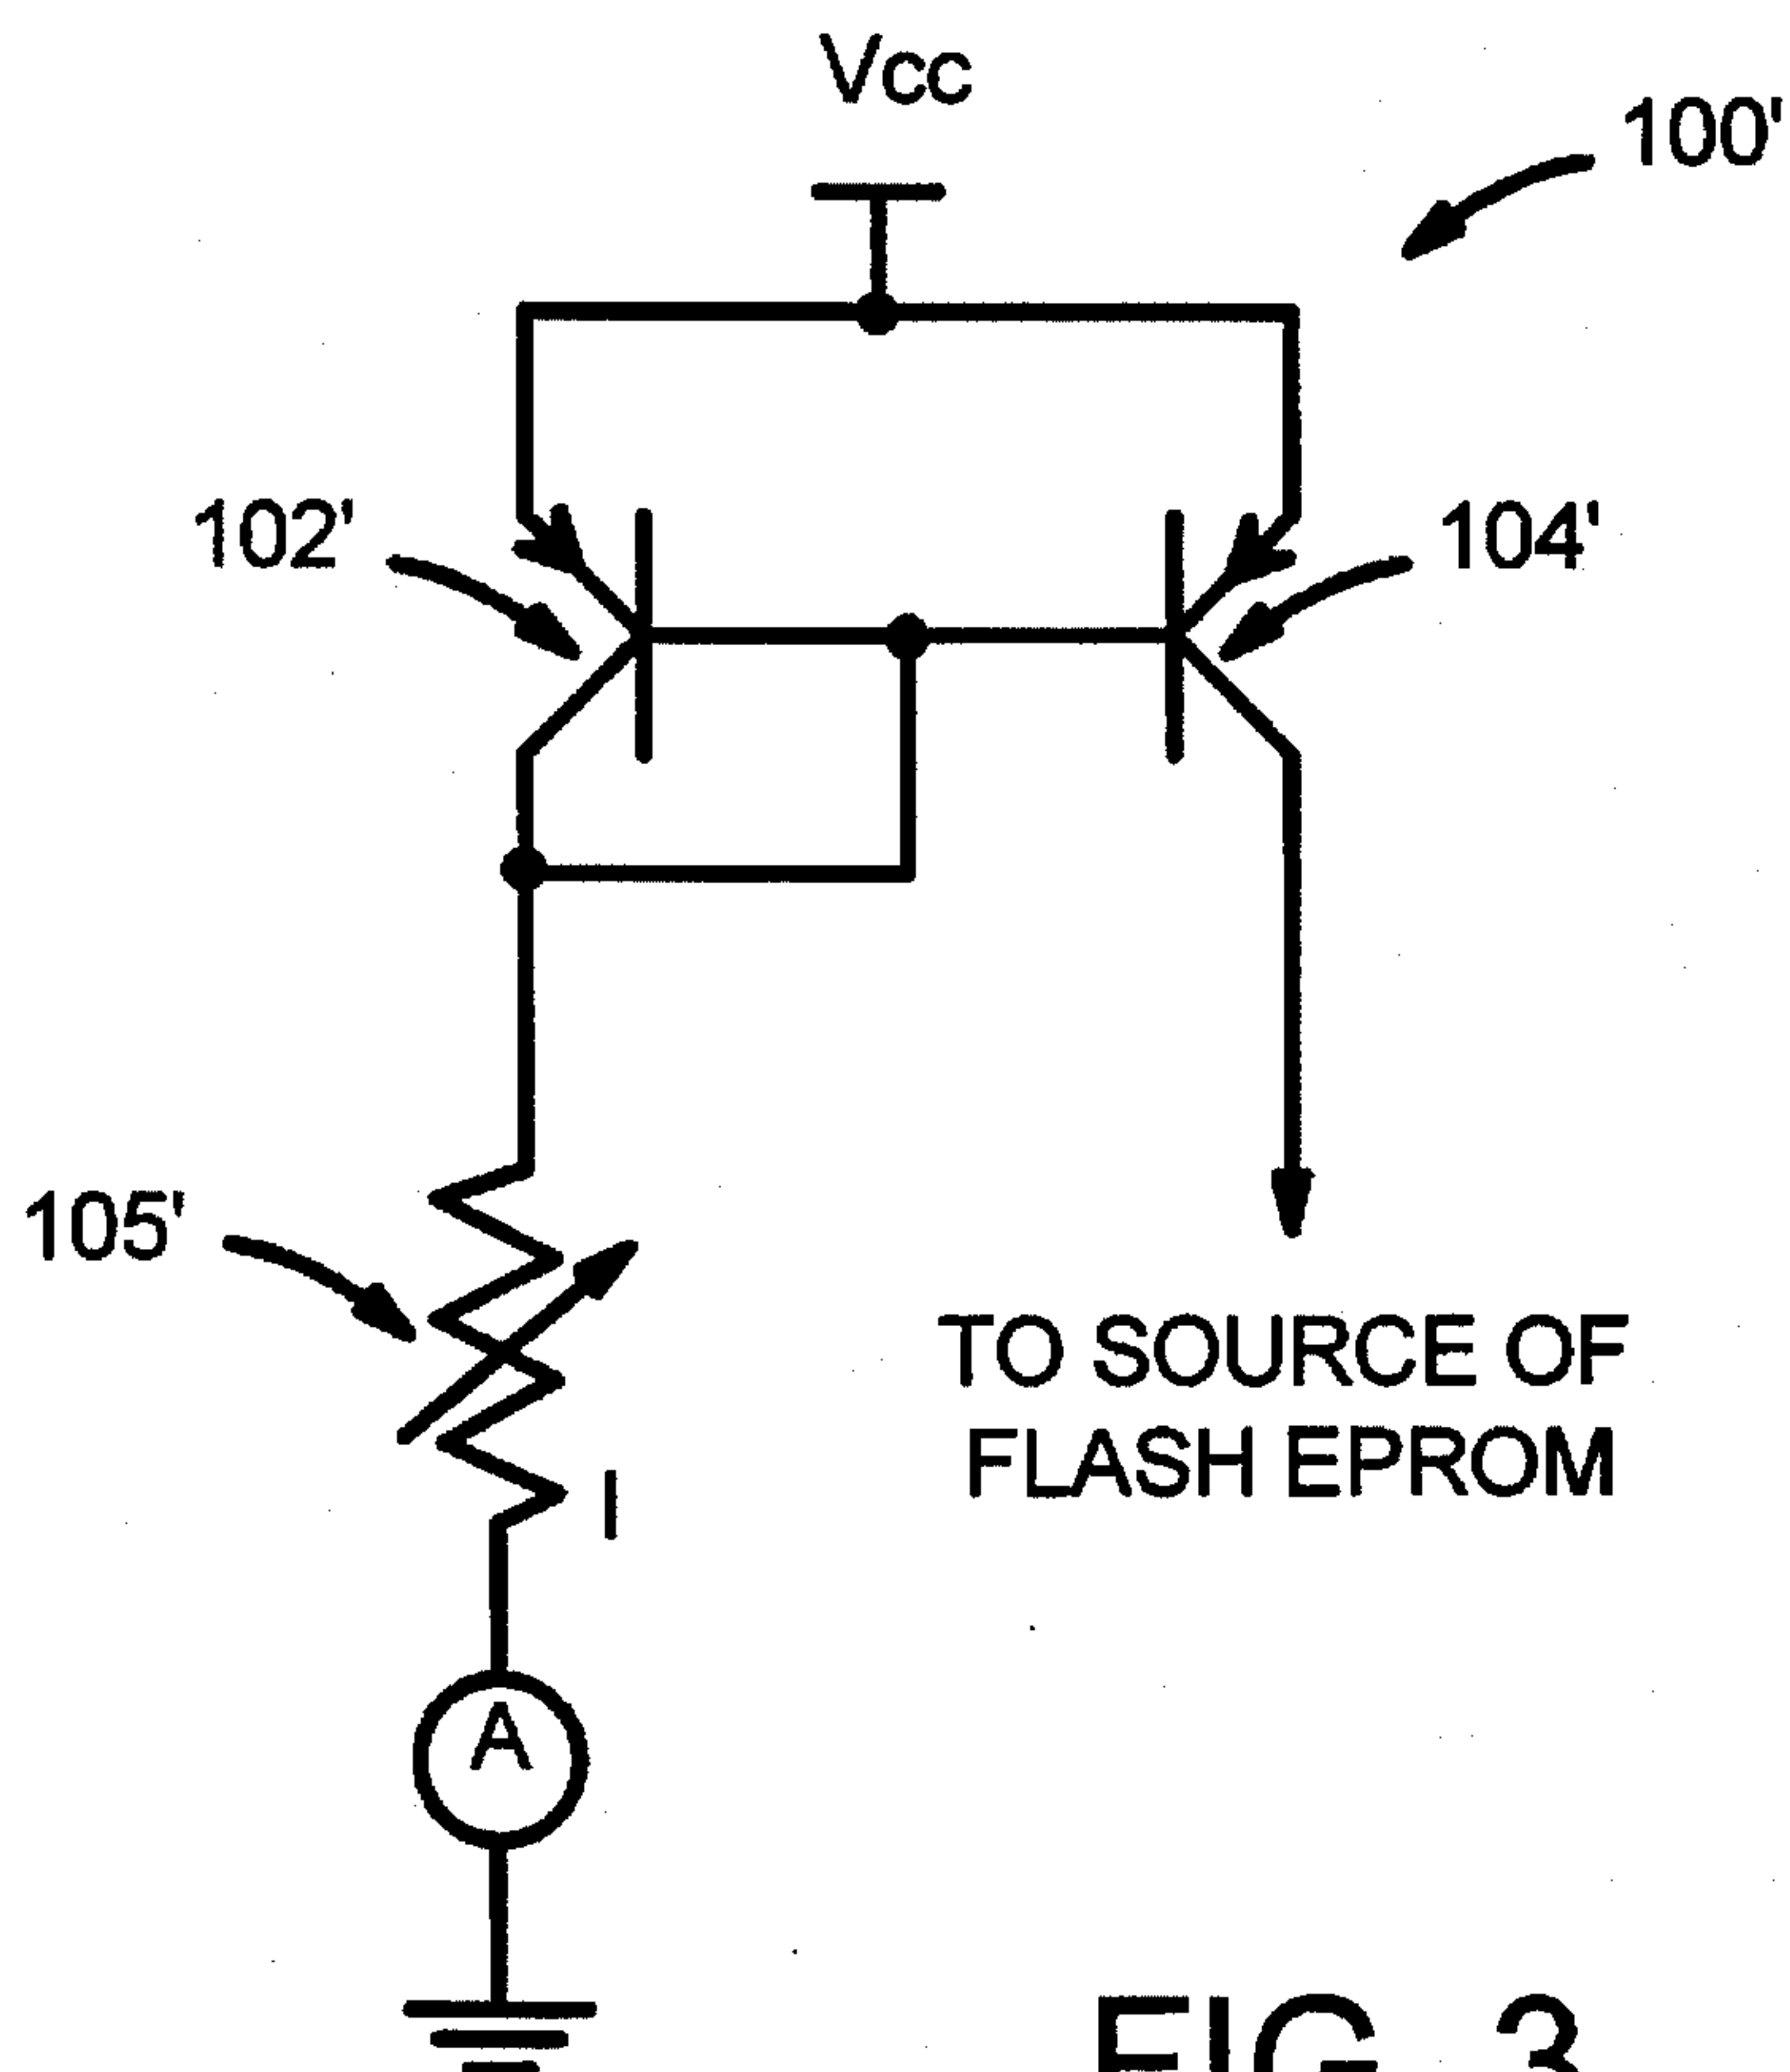 Vcc
100'
102'
104'
105'
TO SOURCE OF
FLASH EPROM
I
A
FIG. 3